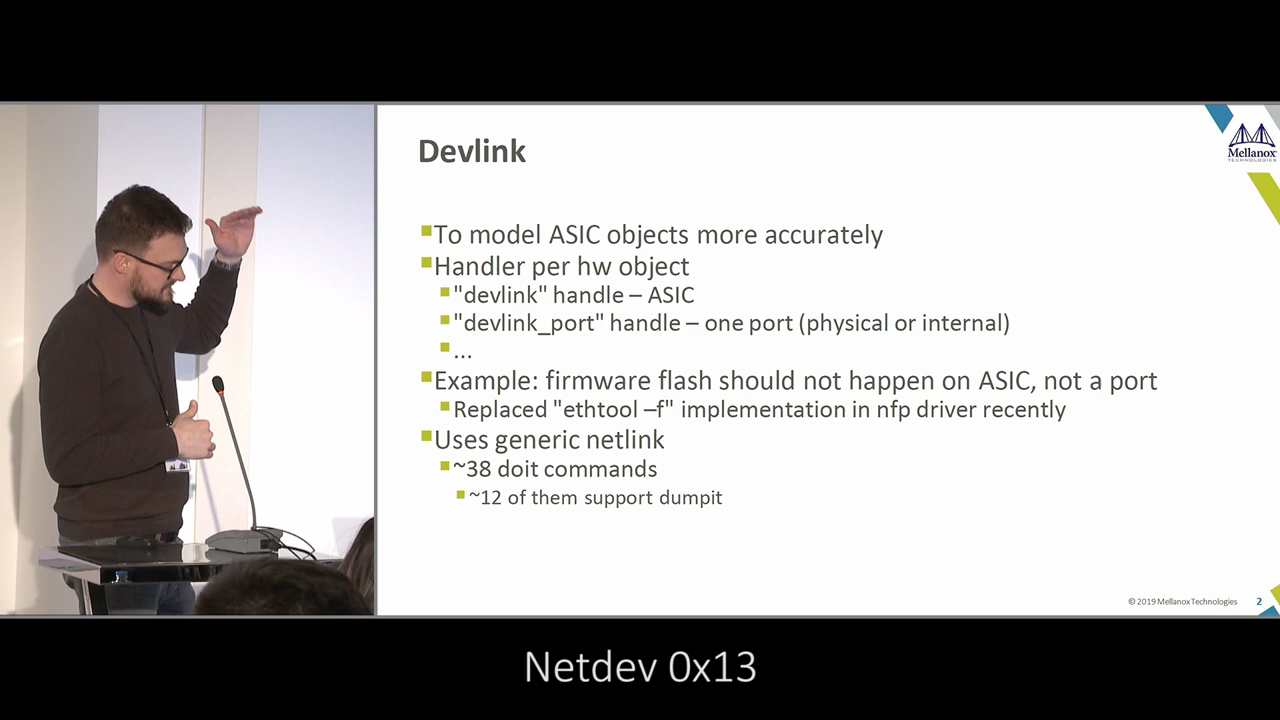 Devlink
Mellanox
TECHNOLOGIES
To model ASIC objects more accurately
Handler per hw object
"devlink" handle – ASIC
"devlink_port" handle – one port (physical or internal)
...
Example: firmware flash should not happen on ASIC, not a port
Replaced "ethtool –f" implementation in nfp driver recently
Uses generic netlink
~38 doit commands
~12 of them support dumpit
© 2019 Mellanox Technologies 2
Netdev 0x13